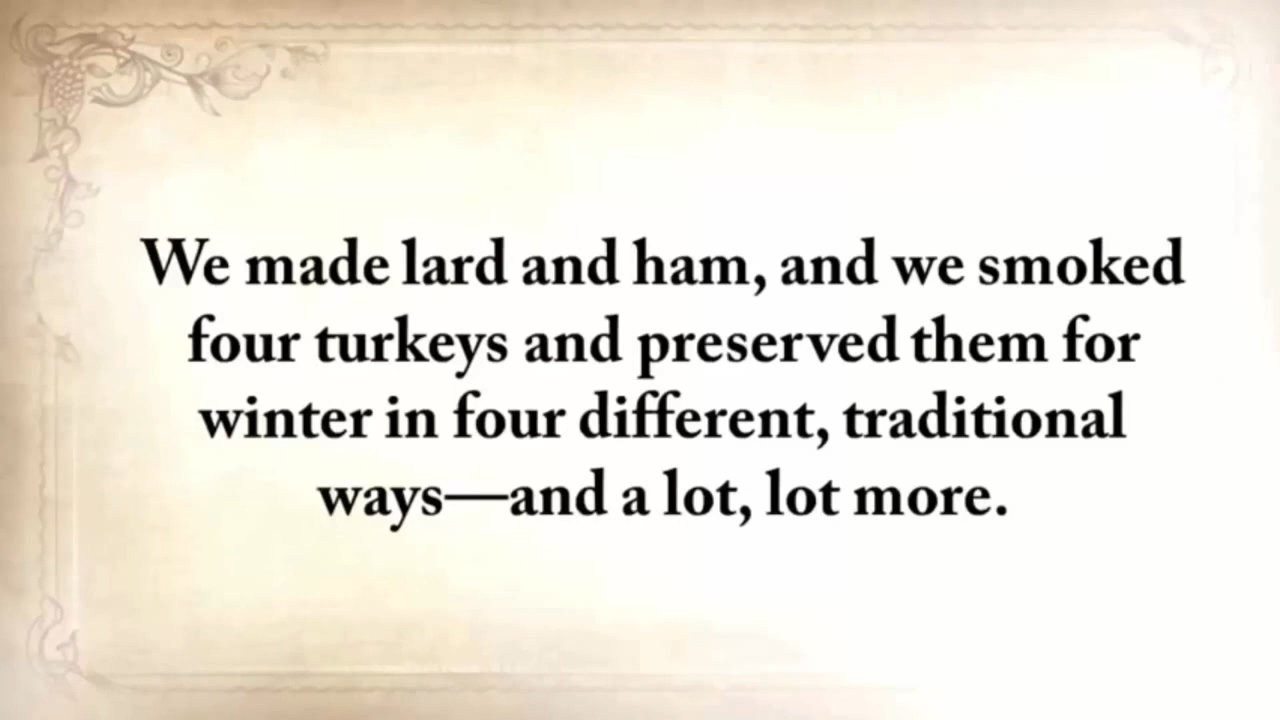 We made lard and ham, and we smoked
four turkeys and preserved them for
winter in four different, traditional
ways—and a lot, lot more.